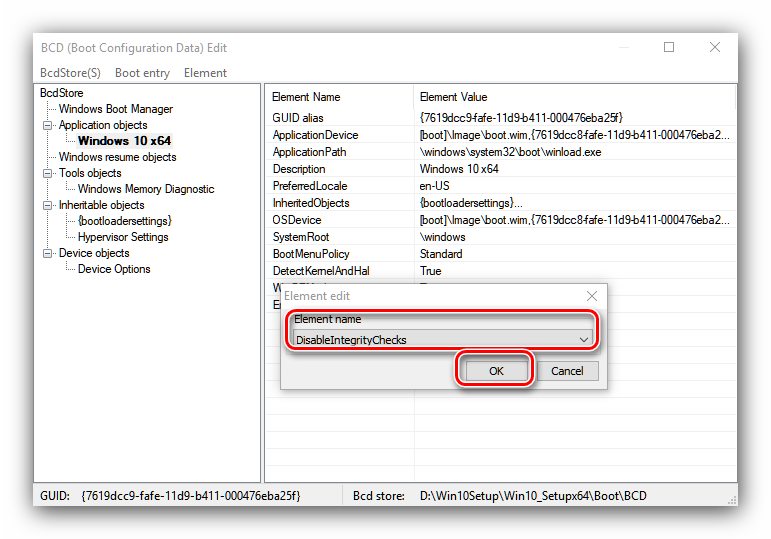 BCD (Boot Configuration Data) Edit
BcdStore(S) Boot entry Element
BcdStore
Windows Boot Manager
Application objects
Windows 10 x64
Windows resume objects
Tools objects
Windows Memory Diagnostic
Inheritable objects
{bootloadersettings}
Hypervisor Settings
Device objects
Device Options
Element Name Element Value
GUID alias {7619dcc9-fafe-11d9-b411-000476eba25f}
ApplicationDevice [boot]\Image\boot.wim,{7619dcc8-fafe-11d9-b411-000476eba2...
ApplicationPath \windows\system32\boot\winload.exe
Description Windows 10 x64
PreferredLocale en-US
InheritedObjects {bootloadersettings}...
OSDevice [boot]\Image\boot.wim,{7619dcc8-fafe-11d9-b411-000476eba2...
SystemRoot \windows
BootMenuPolicy Standard
DetectKernelAndHal True
Element edit
Element name
DisableIntegrityChecks
OK Cancel
GUID: {7619dcc9-fafe-11d9-b411-000476eba25f} Bcd store: D:\Win10Setup\Win10_Setupx64\Boot\BCD